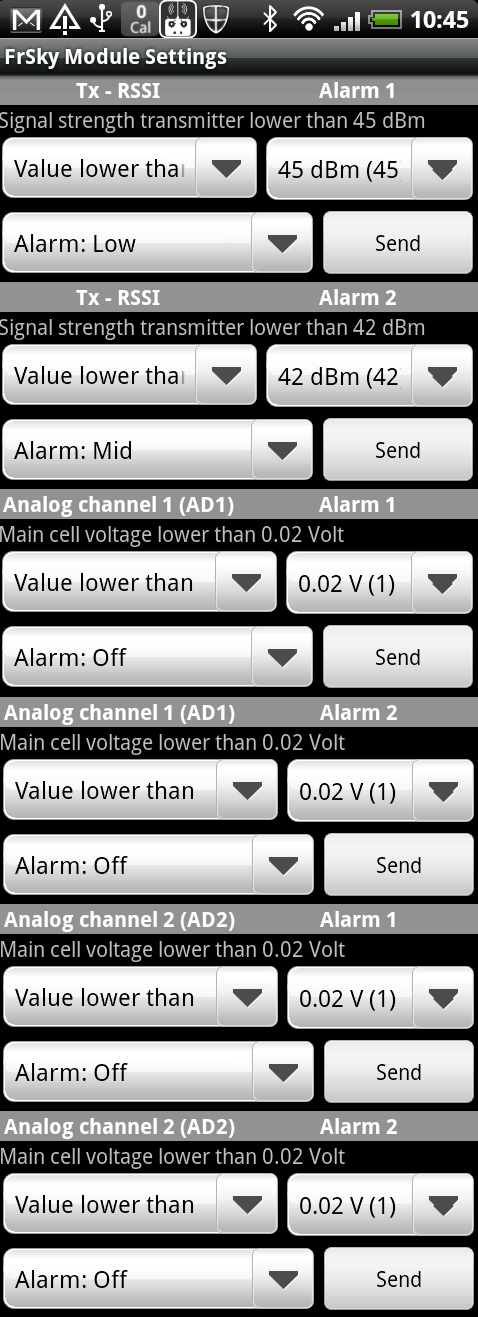 0
Cal
10:45
FrSky Module Settings
Tx - RSSI Alarm 1
Signal strength transmitter lower than 45 dBm
Value lower tha 45 dBm (45
Alarm: Low Send
Tx - RSSI Alarm 2
Signal strength transmitter lower than 42 dBm
Value lower tha 42 dBm (42
Alarm: Mid Send
Analog channel 1 (AD1) Alarm 1
Main cell voltage lower than 0.02 Volt
Value lower than 0.02 V (1)
Alarm: Off Send
Analog channel 1 (AD1) Alarm 2
Main cell voltage lower than 0.02 Volt
Value lower than 0.02 V (1)
Alarm: Off Send
Analog channel 2 (AD2) Alarm 1
Main cell voltage lower than 0.02 Volt
Value lower than 0.02 V (1)
Alarm: Off Send
Analog channel 2 (AD2) Alarm 2
Main cell voltage lower than 0.02 Volt
Value lower than 0.02 V (1)
Alarm: Off Send